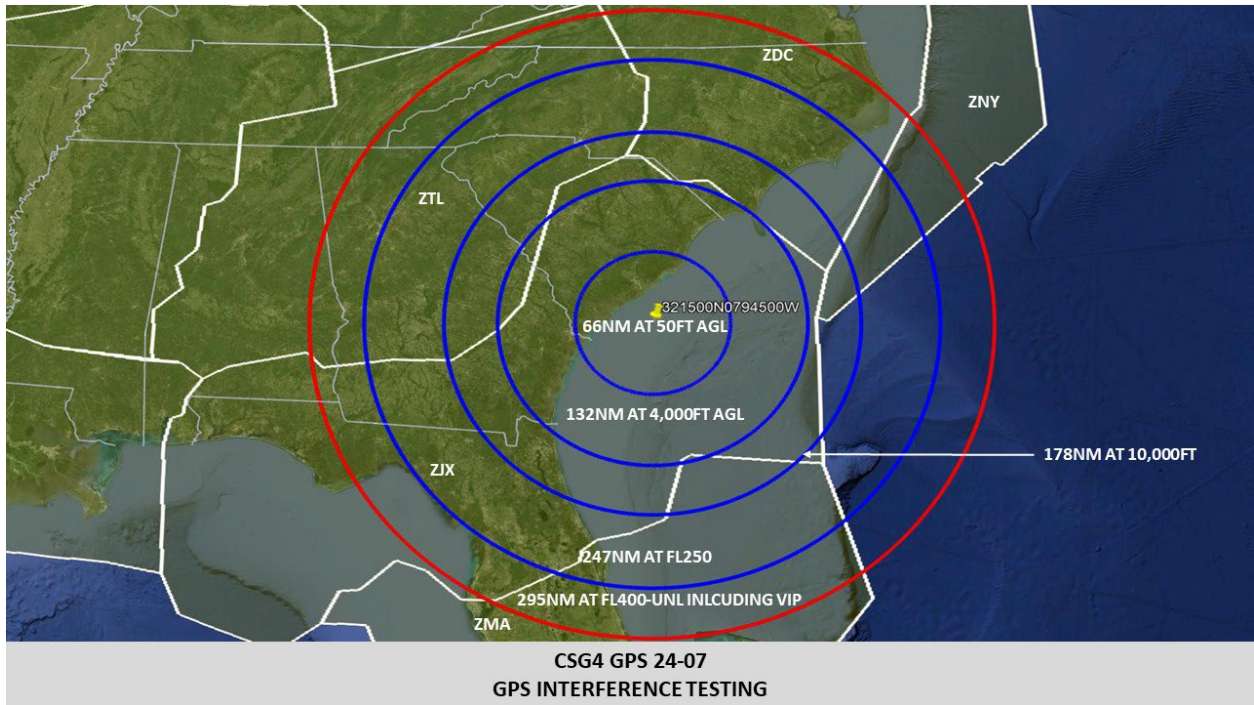 ZDC
ZNY
ZTL
321500N0794500W
66NM AT 50FT AGL
132NM AT 4,000FT AGL
178NM AT 10,000FT
ZJX
247NM AT FL250
295NM AT FL400-UNL INLCUDING VIP
ZMA
CSG4 GPS 24-07
GPS INTERFERENCE TESTING